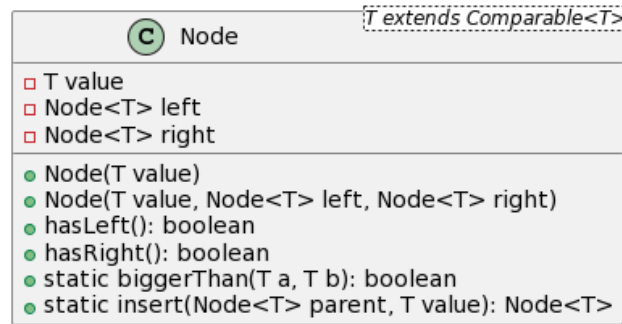 T extends Comparable<T>
C Node
T value
Node<T> left
Node<T> right
Node(T value)
Node(T value, Node<T> left, Node<T> right)
hasLeft(): boolean
hasRight(): boolean
static biggerThan(T a, T b): boolean
static insert(Node<T> parent, T value): Node<T>